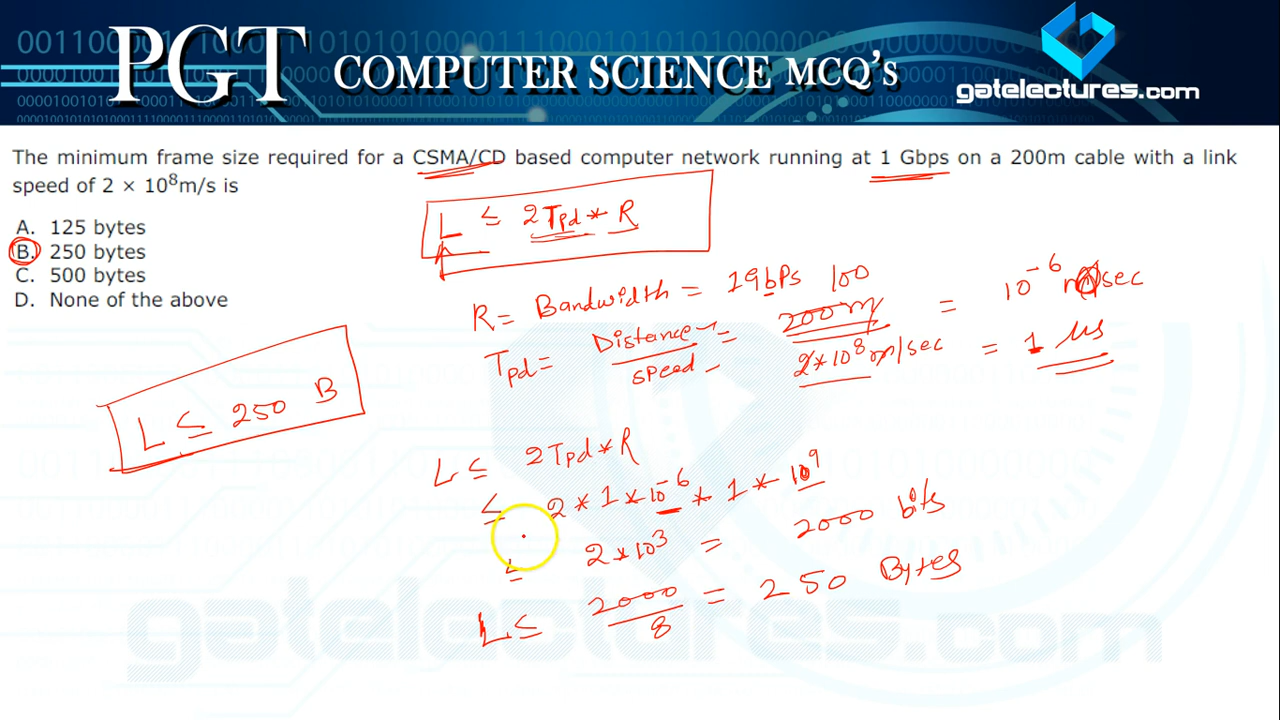 PGT COMPUTER SCIENCE MCQ's
gatelectures.com
The minimum frame size required for a CSMA/CD based computer network running at 1 Gbps on a 200m cable with a link
speed of 2 × 10⁸m/s is
A. 125 bytes
B. 250 bytes
C. 500 bytes
D. None of the above
L ≤ 2Tpd * R
R = Bandwidth = 1GbPs
100
Tpd = Distance / speed = 200m / 2*10⁸ m/sec = 10⁻⁶ sec
= 1 μs
L ≤ 250 B
L ≤ 2Tpd * R
≤ 2 * 1 * 10⁻⁶ * 1 * 10⁹
≤ 2 * 10³ = 2000 bits
L ≤ 2000 / 8 = 250 Bytes
gatelectures.com